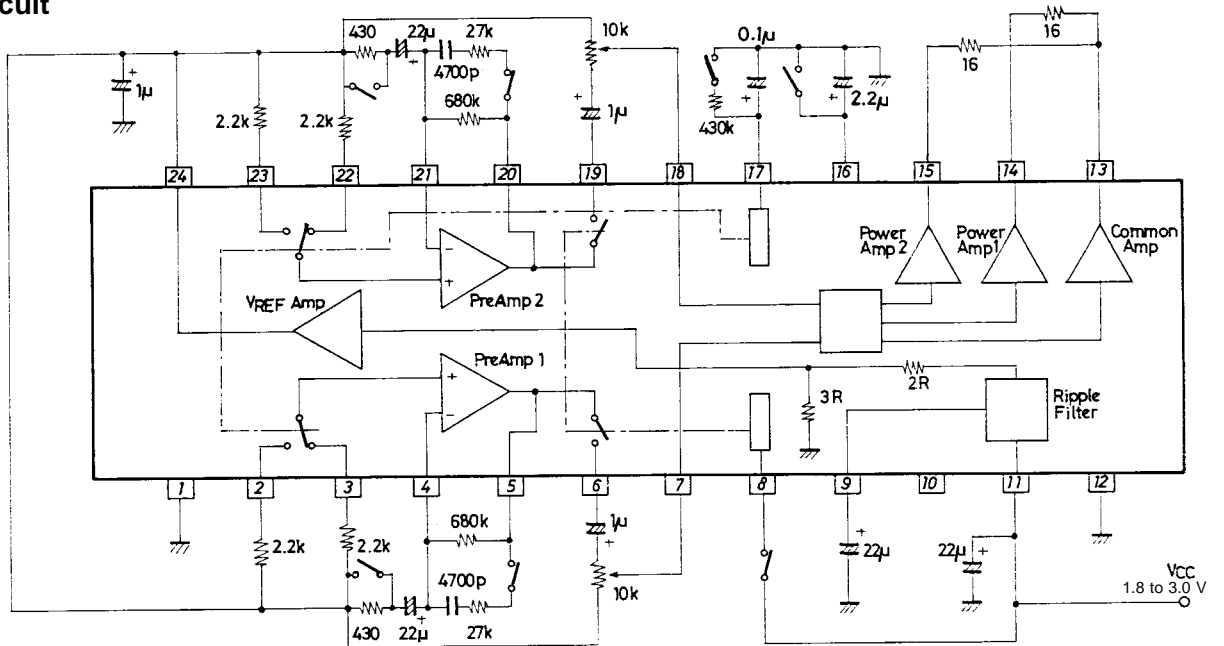 cuit
430
22μ
27k
10k
16
0.1μ
16
1μ
+
+
4700p
2.2k
2.2k
680k
+
1μ
430k
+
+
2.2μ
24
23
22
21
20
19
18
17
16
15
14
13
VREF Amp
−
+
PreAmp 2
Power
Amp 2
Power
Amp 1
Common
Amp
PreAmp 1
+
−
3R
2R
Ripple
Filter
1
2
3
4
5
6
7
8
9
10
11
12
2.2k
2.2k
680k
1μ
+
4700p
10k
+
22μ
22μ
+
430
22μ
+
27k
VCC
1.8 to 3.0 V